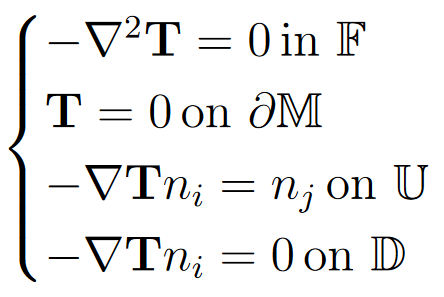 −∇²𝐓 = 0 in 𝔽
𝐓 = 0 on ∂𝕄
−∇𝐓nᵢ = nⱼ on 𝕌
−∇𝐓nᵢ = 0 on 𝔻